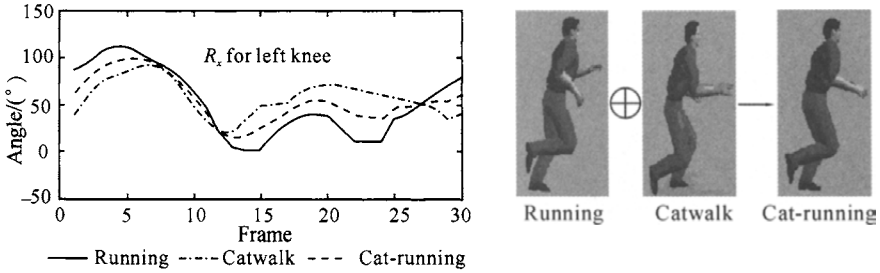 150
100
50
0
−50
Angle/(°)
R_x for left knee
0 5 10 15 20 25 30
Frame
Running Catwalk Cat-running
Running Catwalk Cat-running